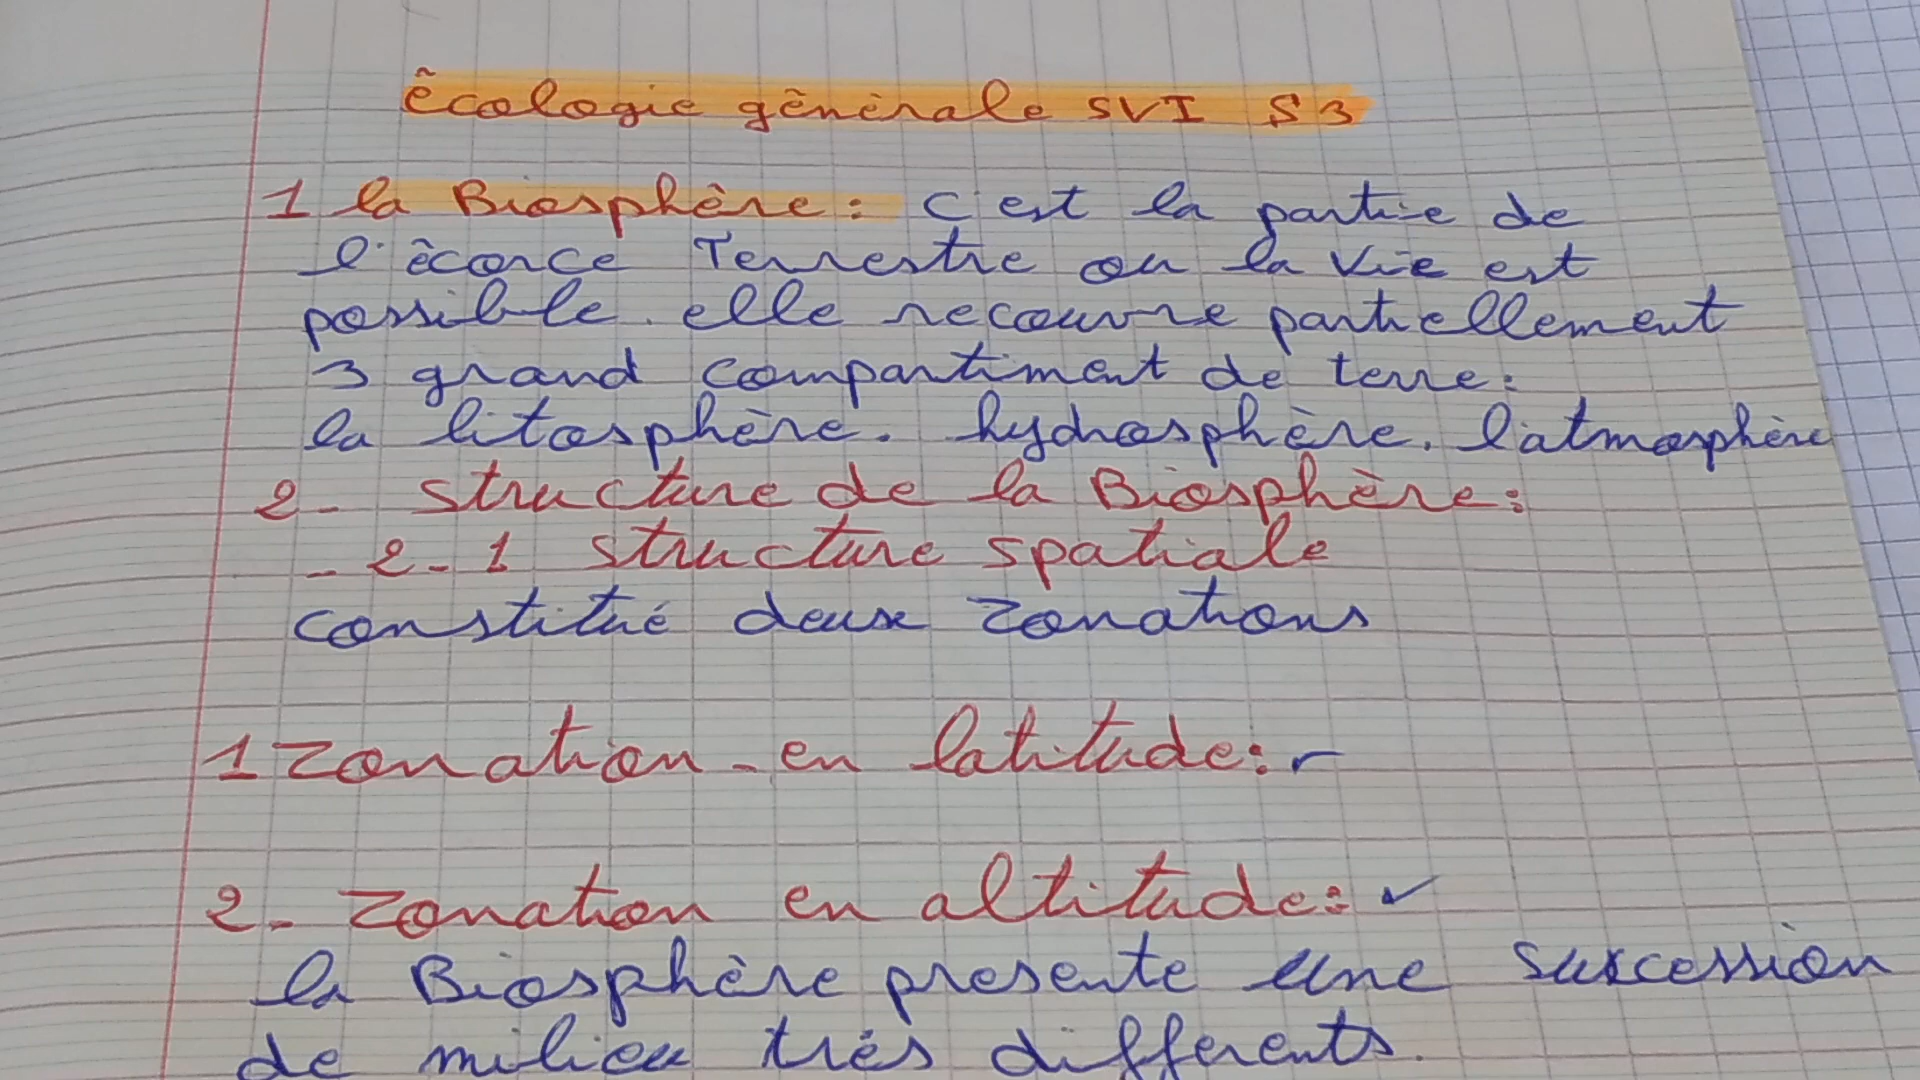 écologie générale SVI S3
1 la Biosphère: c'est la partie de
l'écorce Terrestre ou la Vie est
possible. elle recouvre partiellement
3 grand compartiment de terre:
la litosphère. hydrosphère. l'atmosphère
2- structure de la Biosphère:
- 2-1 structure spatiale
constitué deux zonations
1 zonation-en latitude:-
2- zonation en altitude: ✓
la Biosphère presente une succession
de milieu très differents.